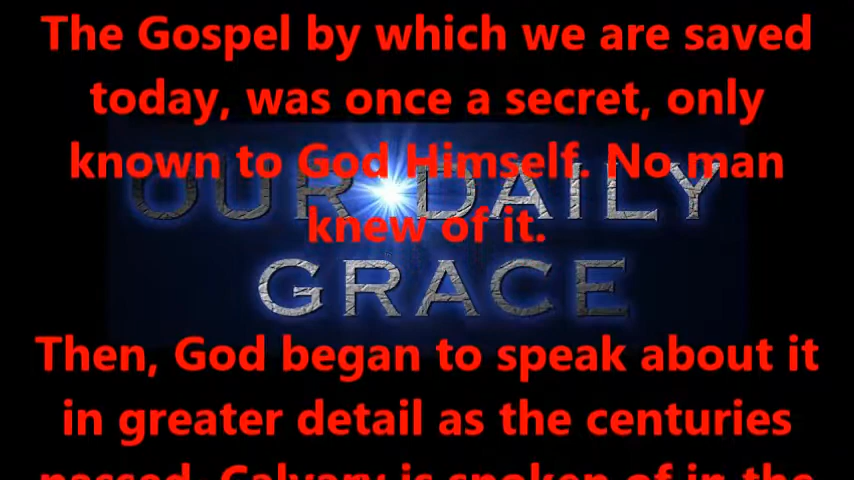 The Gospel by which we are saved
today, was once a secret, only
known to God Himself. No man
OUR DAILY
knew of it.
GRACE
Then, God began to speak about it
in greater detail as the centuries
passed. Calvary is spoken of in the